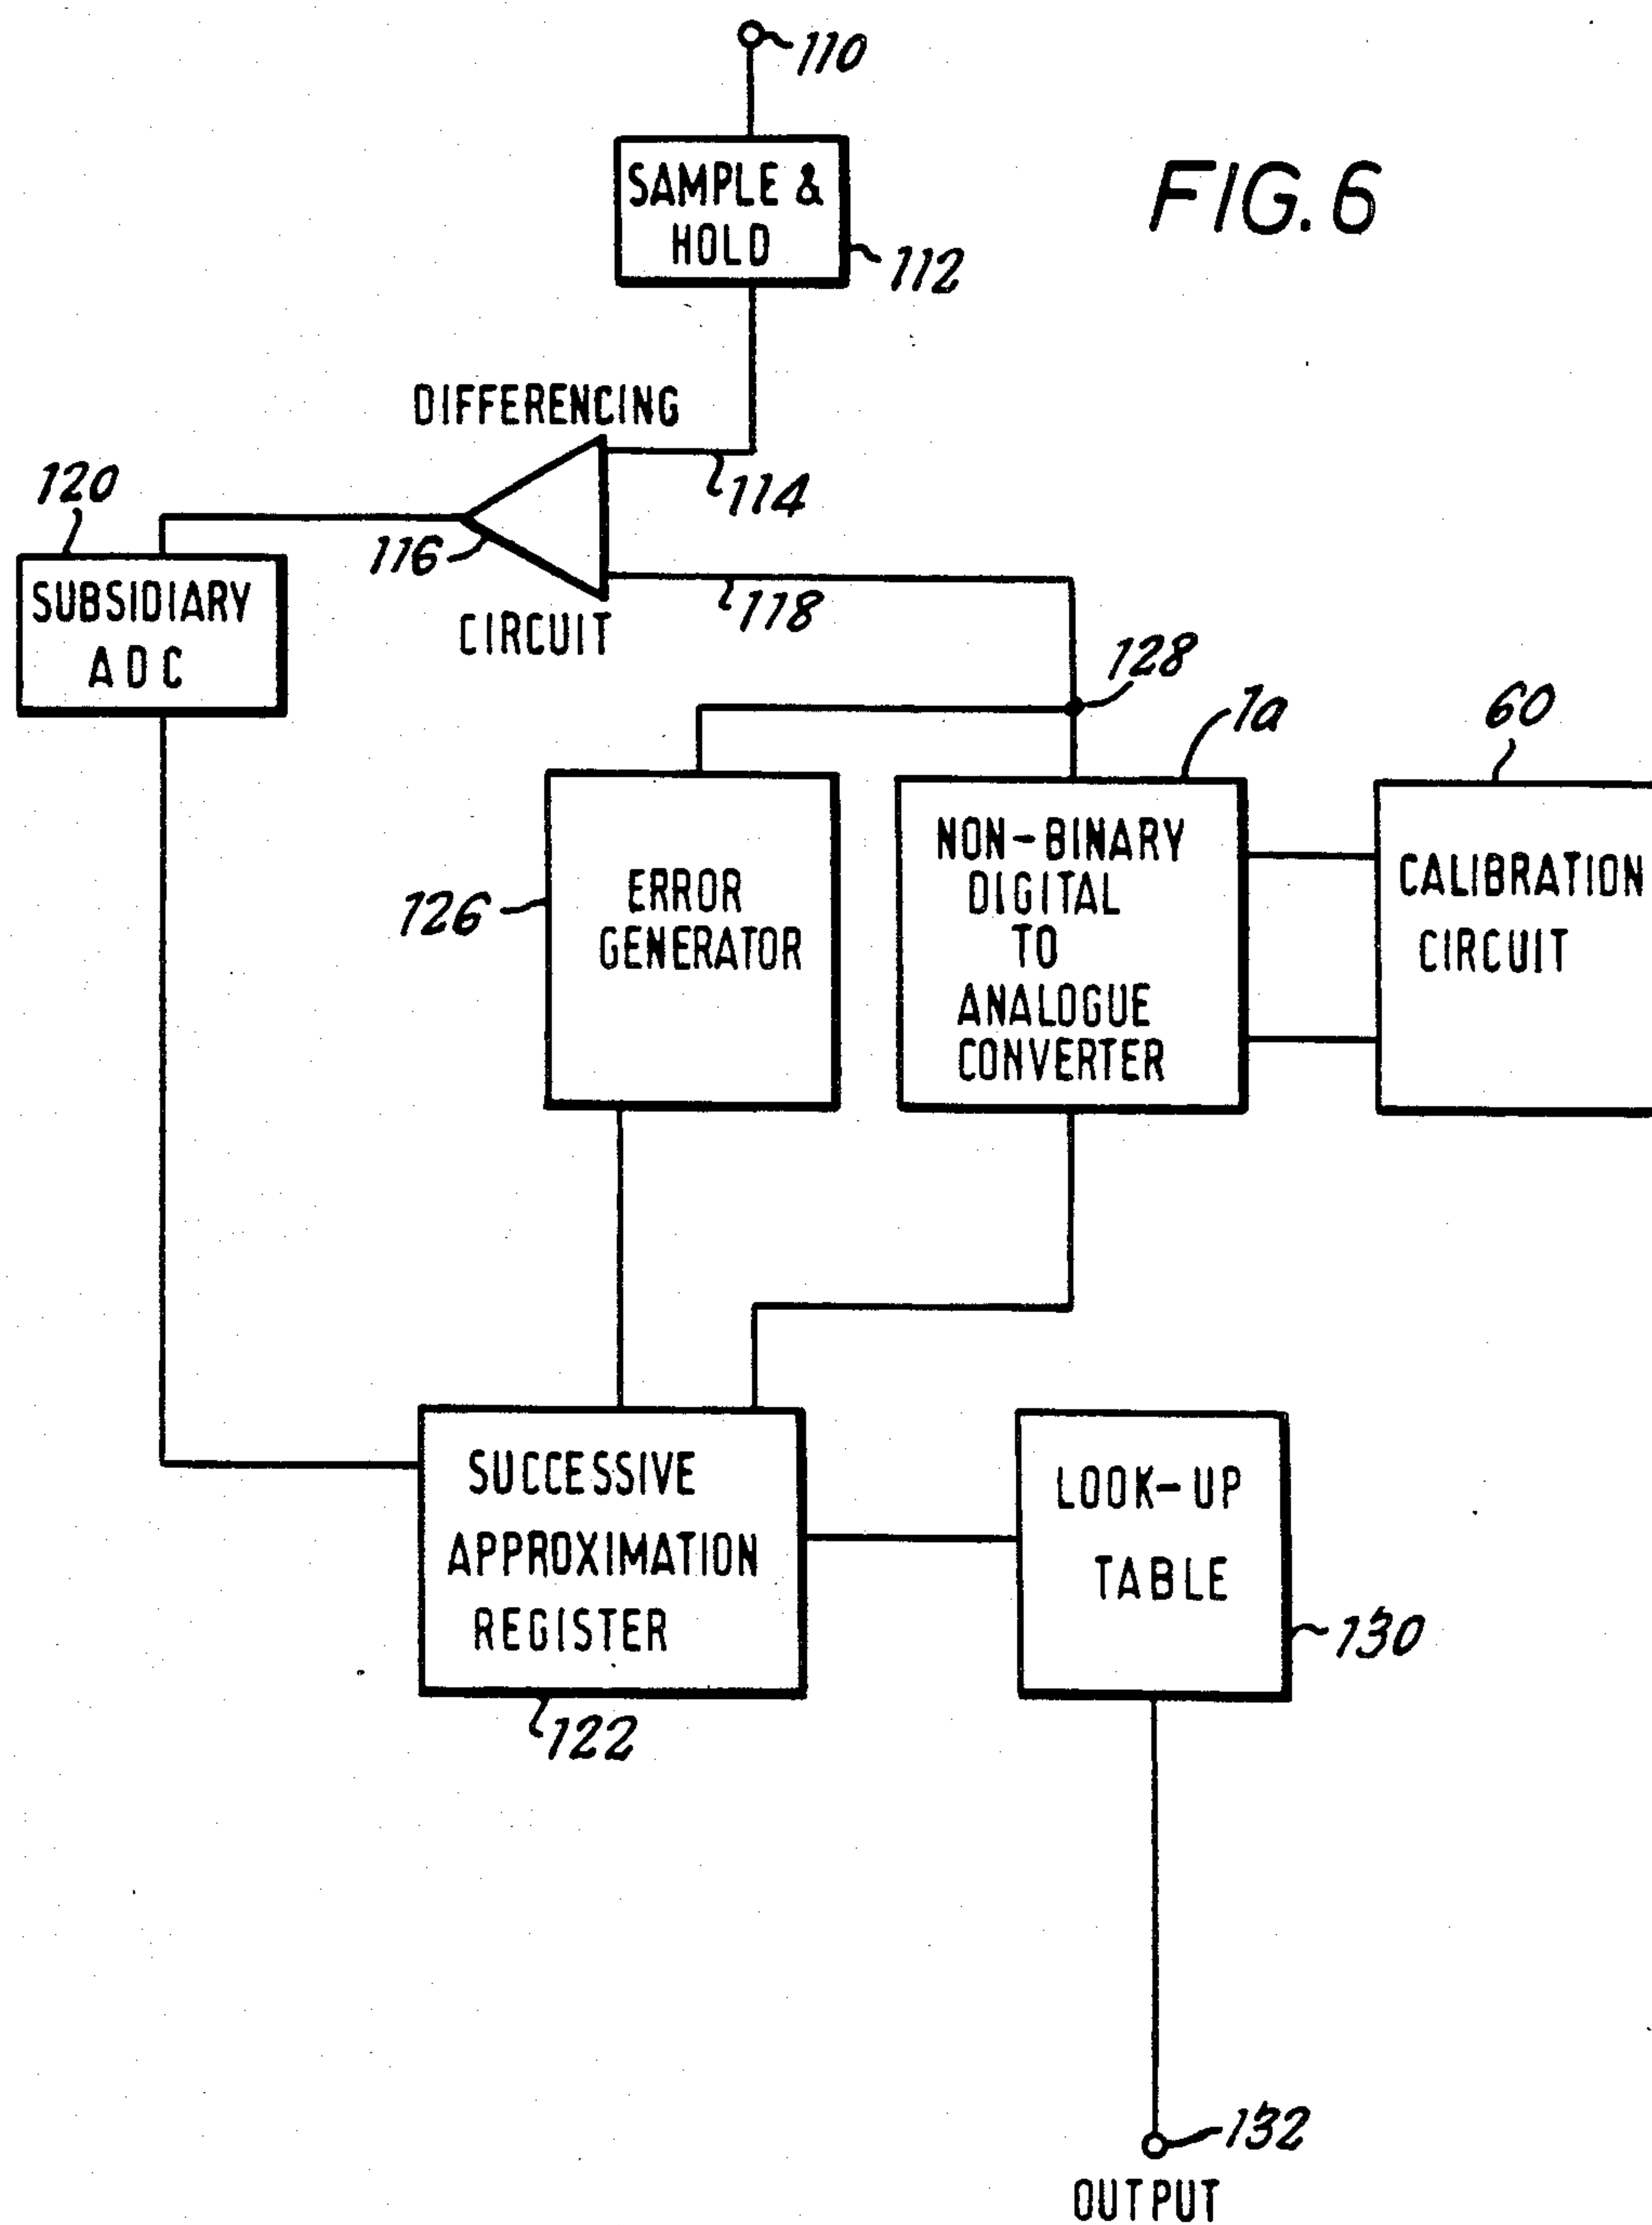 110
SAMPLE &
HOLD
112
FIG. 6
DIFFERENCING
114
116
118
CIRCUIT
120
SUBSIDIARY
ADC
128
1a
60
126
ERROR
GENERATOR
NON-BINARY
DIGITAL
TO
ANALOGUE
CONVERTER
CALIBRATION
CIRCUIT
SUCCESSIVE
APPROXIMATION
REGISTER
122
LOOK-UP
TABLE
130
132
OUTPUT